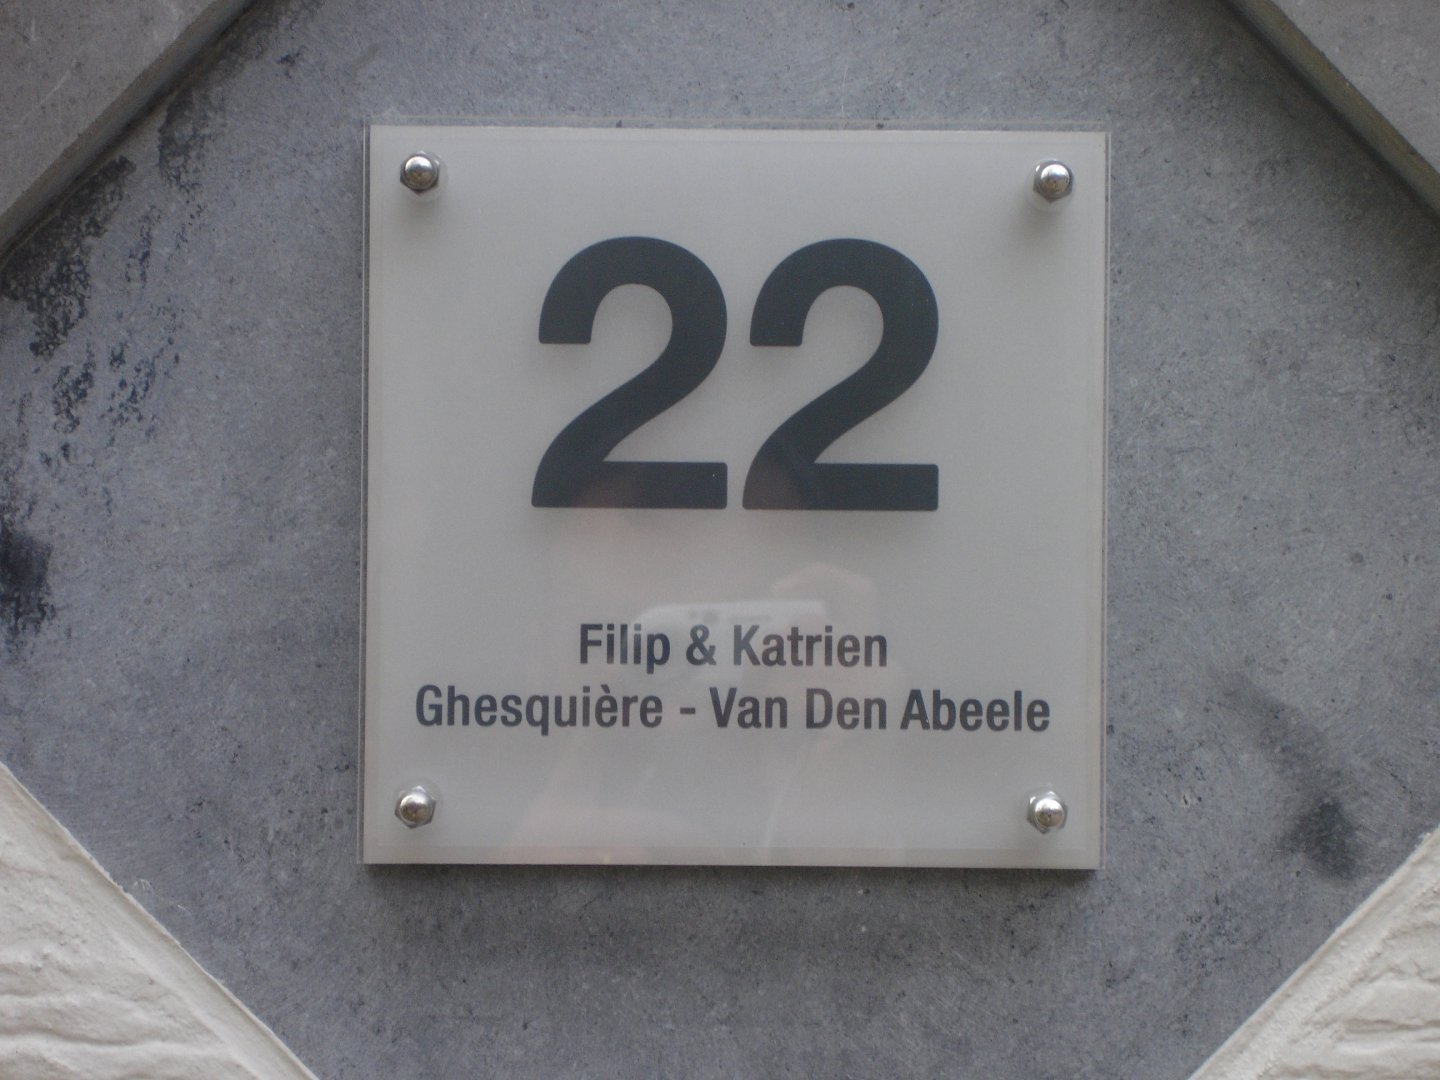 22
Filip & Katrien
Ghesquière - Van Den Abeele